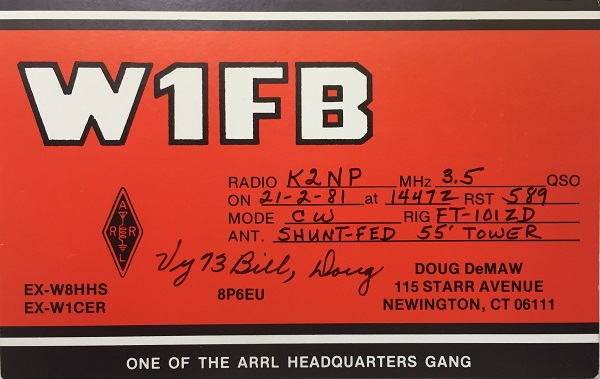 W1FB
RADIO K2NP MHz 3.5 QSO
ON 21-2-81 at 1447Z RST 589
MODE CW RIG FT-101ZD
ANT. SHUNT-FED 55' TOWER
A
R R
L
Vy 73 Bill, Doug
EX-W8HHS
EX-W1CER
8P6EU
DOUG DeMAW
115 STARR AVENUE
NEWINGTON, CT 06111
ONE OF THE ARRL HEADQUARTERS GANG